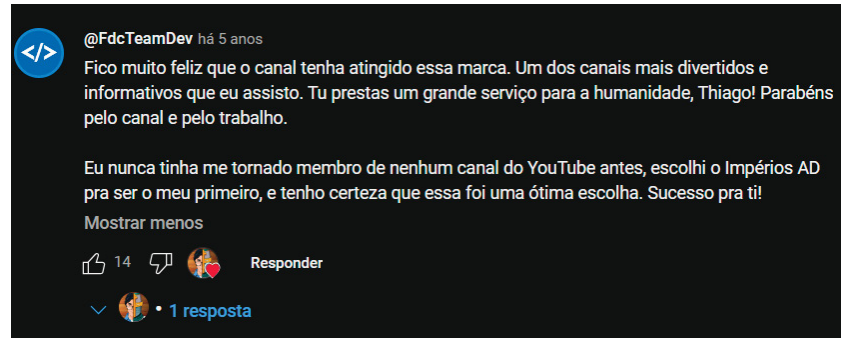 </>
@FdcTeamDev há 5 anos
Fico muito feliz que o canal tenha atingido essa marca. Um dos canais mais divertidos e
informativos que eu assisto. Tu prestas um grande serviço para a humanidade, Thiago! Parabéns
pelo canal e pelo trabalho.
Eu nunca tinha me tornado membro de nenhum canal do YouTube antes, escolhi o Impérios AD
pra ser o meu primeiro, e tenho certeza que essa foi uma ótima escolha. Sucesso pra ti!
Mostrar menos
14 Responder
• 1 resposta